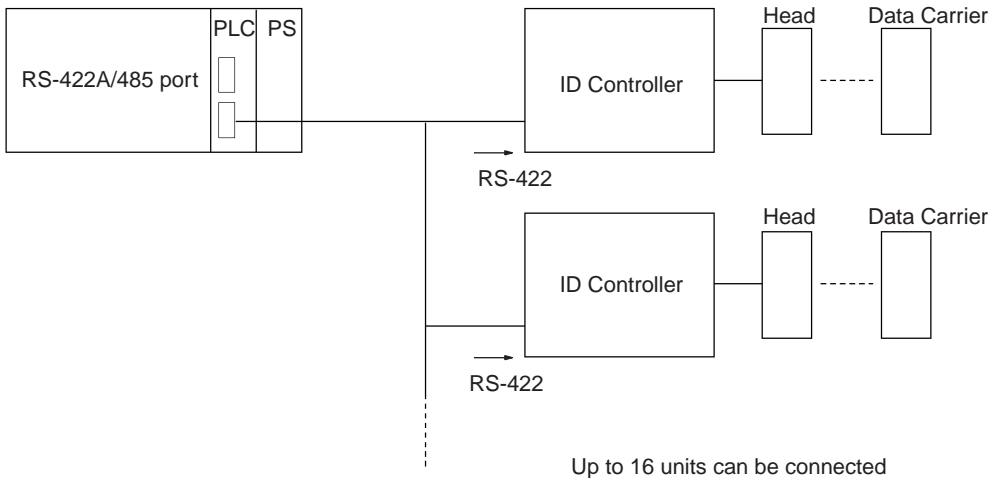 Head Data Carrier
PLC PS
RS-422A/485 port
ID Controller
RS-422
Head Data Carrier
ID Controller
RS-422
Up to 16 units can be connected